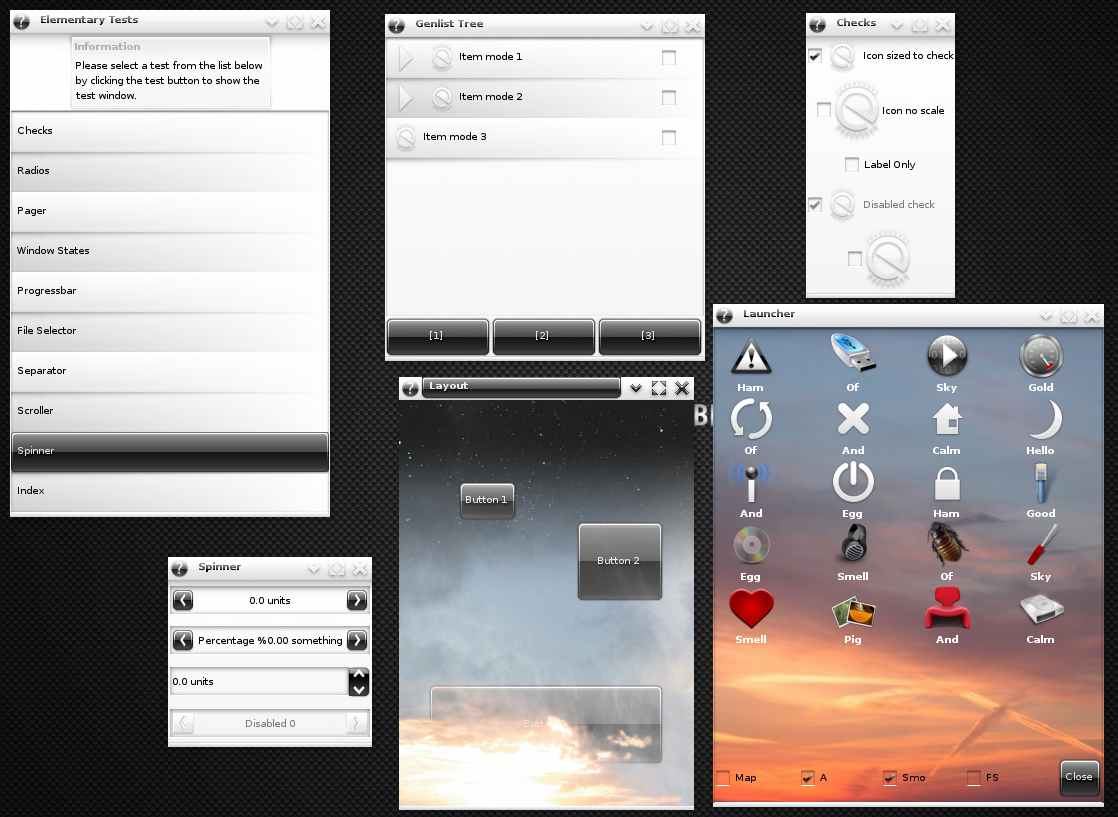 Elementary Tests
Information
Please select a test from the list below
by clicking the test button to show the
test window.
Checks
Radios
Pager
Window States
Progressbar
File Selector
Separator
Scroller
Spinner
Index
Genlist Tree
Item mode 1
Item mode 2
Item mode 3
[1] [2] [3]
Checks
Icon sized to check
Icon no scale
Label Only
Disabled check
Spinner
0.0 units
Percentage %0.00 something
0.0 units
Disabled 0
Layout
Button 1
Button 2
Launcher
Ham Of Sky Gold
Of And Calm Hello
And Egg Ham Good
Egg Smell Of Sky
Smell Pig And Calm
Map A Smo FS Close